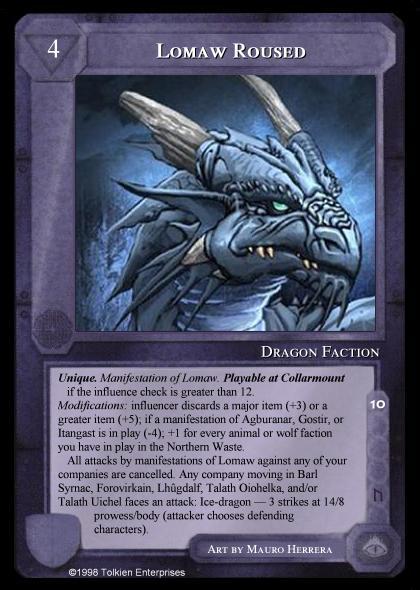 4
LOMAW ROUSED
DRAGON FACTION
Unique. Manifestation of Lomaw. Playable at Collarmount
if the influence check is greater than 12.
Modifications: influencer discards a major item (+3) or a
greater item (+5); if a manifestation of Agburanar, Gostir, or
Itangast is in play (-4); +1 for every animal or wolf faction
you have in play in the Northern Waste.
All attacks by manifestations of Lomaw against any of your
companies are cancelled. Any company moving in Barl
Syrnac, Forovirkain, Lhûgdalf, Talath Oiohelka, and/or
Talath Uichel faces an attack: Ice-dragon — 3 strikes at 14/8
prowess/body (attacker chooses defending
characters).
10
ART BY MAURO HERRERA
©1998 Tolkien Enterprises